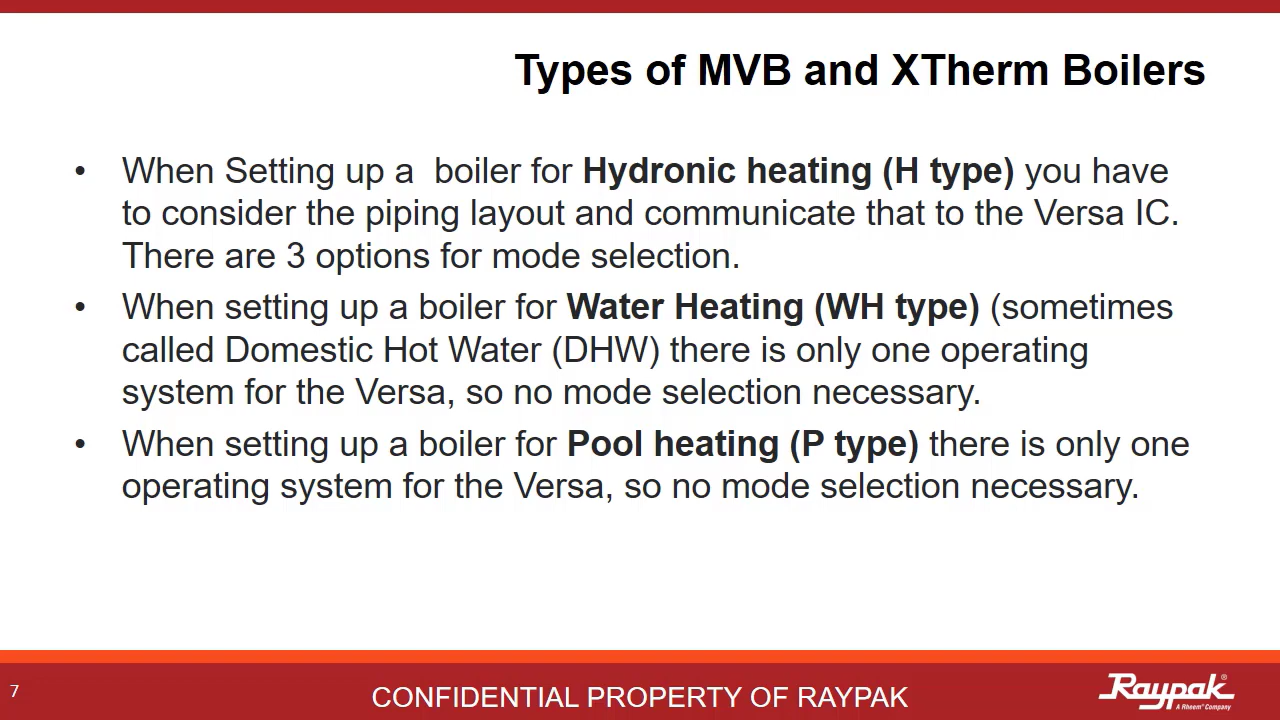 Types of MVB and XTherm Boilers
• When Setting up a  boiler for Hydronic heating (H type) you have
to consider the piping layout and communicate that to the Versa IC.
There are 3 options for mode selection.
• When setting up a boiler for Water Heating (WH type) (sometimes
called Domestic Hot Water (DHW) there is only one operating
system for the Versa, so no mode selection necessary.
• When setting up a boiler for Pool heating (P type) there is only one
operating system for the Versa, so no mode selection necessary.
7
CONFIDENTIAL PROPERTY OF RAYPAK
Raypak®
A Rheem® Company